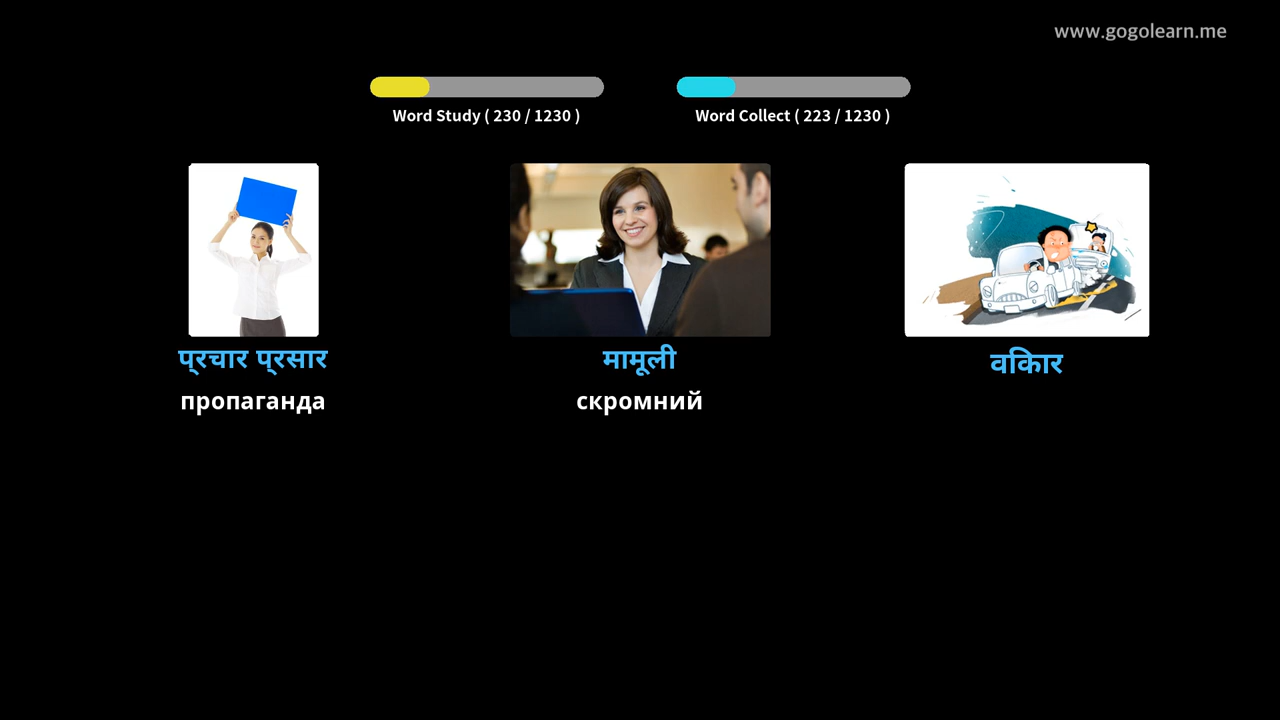 www.gogolearn.me
Word Study ( 230 / 1230 )
Word Collect ( 223 / 1230 )
प्रचार प्रसार
मामूली
विकार
пропаганда
скромний